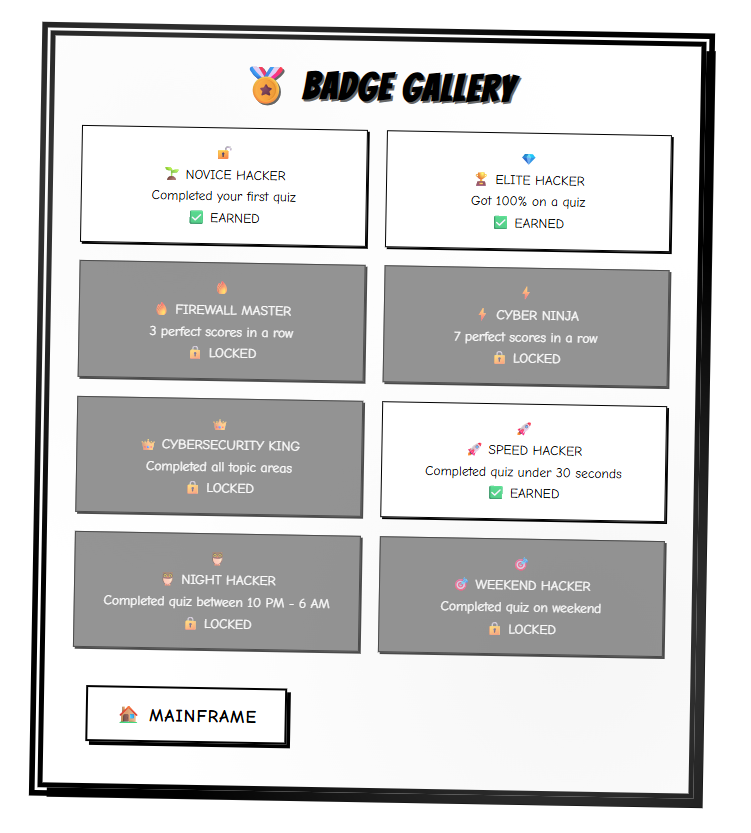 BADGE GALLERY
NOVICE HACKER
Completed your first quiz
EARNED
ELITE HACKER
Got 100% on a quiz
EARNED
FIREWALL MASTER
3 perfect scores in a row
LOCKED
CYBER NINJA
7 perfect scores in a row
LOCKED
CYBERSECURITY KING
Completed all topic areas
LOCKED
SPEED HACKER
Completed quiz under 30 seconds
EARNED
NIGHT HACKER
Completed quiz between 10 PM - 6 AM
LOCKED
WEEKEND HACKER
Completed quiz on weekend
LOCKED
MAINFRAME